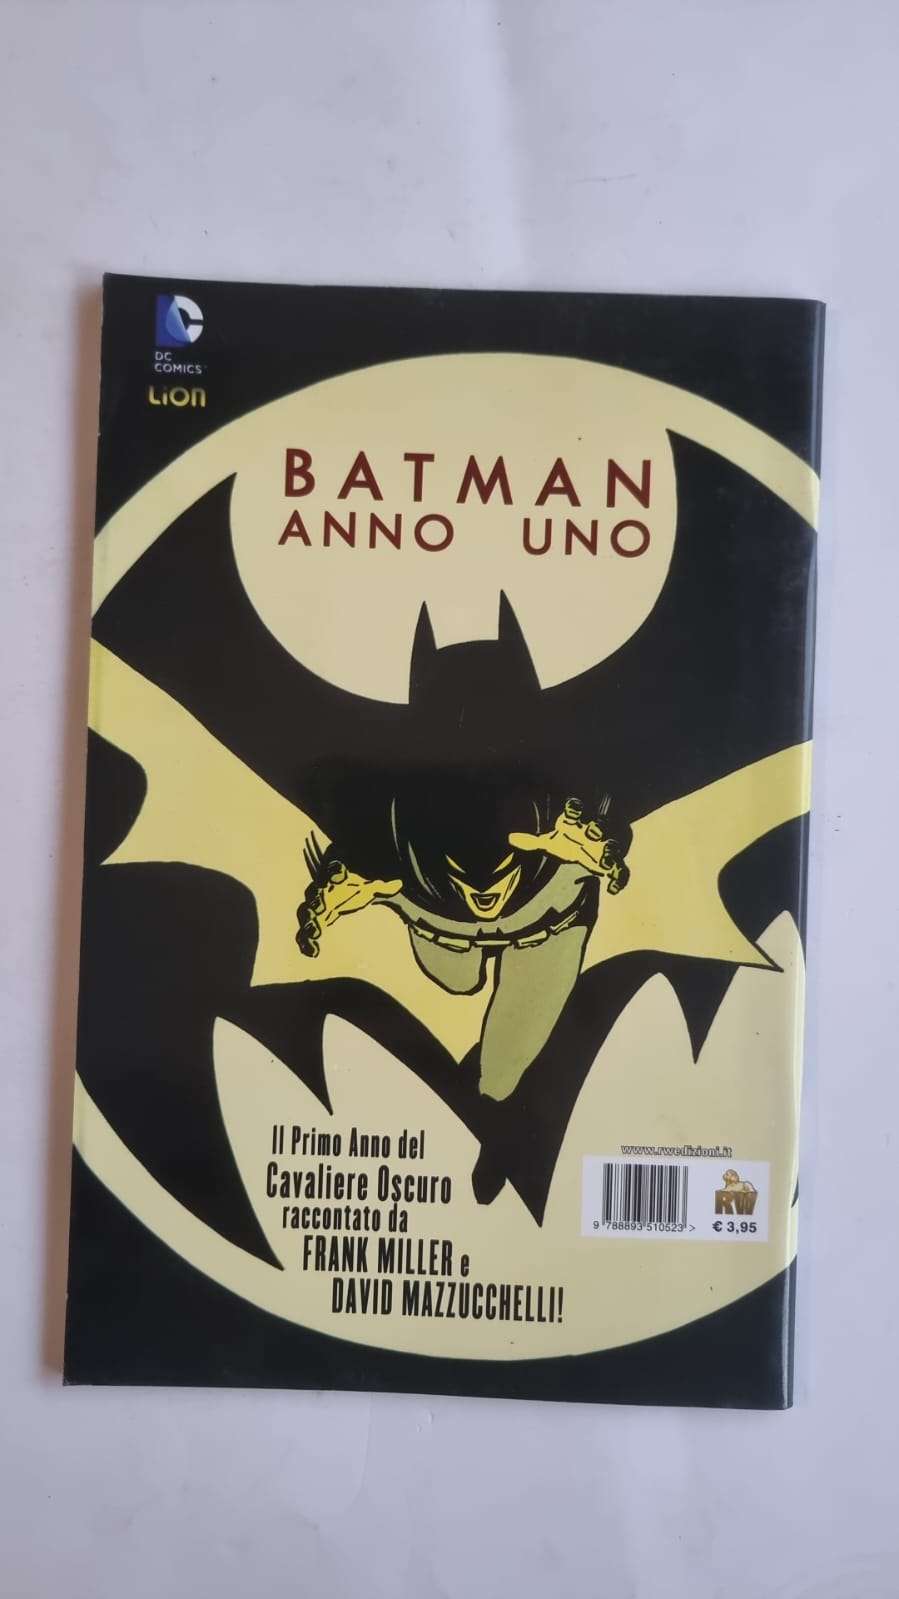 DC
COMICS™
LION
BATMAN
ANNO UNO
Il Primo Anno del
Cavaliere Oscuro
raccontato da
FRANK MILLER e
DAVID MAZZUCCHELLI!
www.rwedizioni.it
9 788893 510523 >
RW
€ 3,95